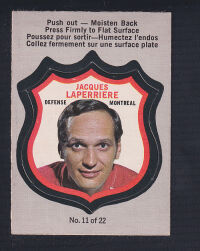 Push out — Moisten Back
Press Firmly to Flat Surface
Poussez pour sortir—Humectez l'endos
Collez fermement sur une surface plate
JACQUES
LAPERRIERE
DEFENSE MONTREAL
No. 11 of 22